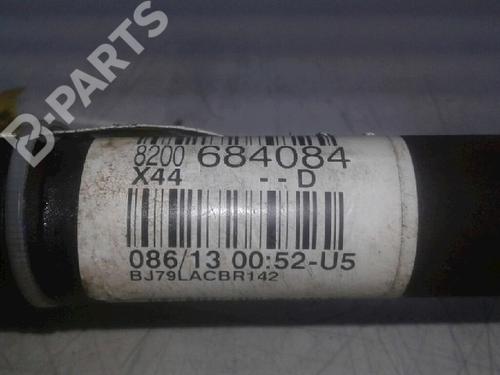 B-PARTS
8200 684084
X44 -- D
086/13 00:52-U5
BJ79LACBR142